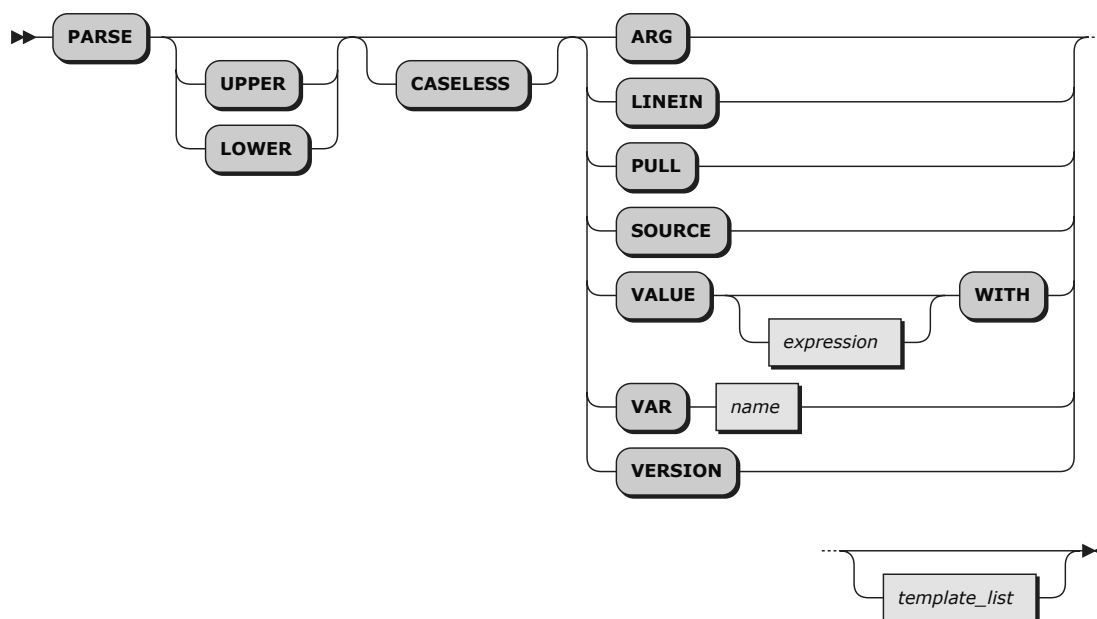 PARSE ARG
UPPER CASELESS LINEIN
LOWER PULL
SOURCE
VALUE WITH
expression
VAR name
VERSION
template_list